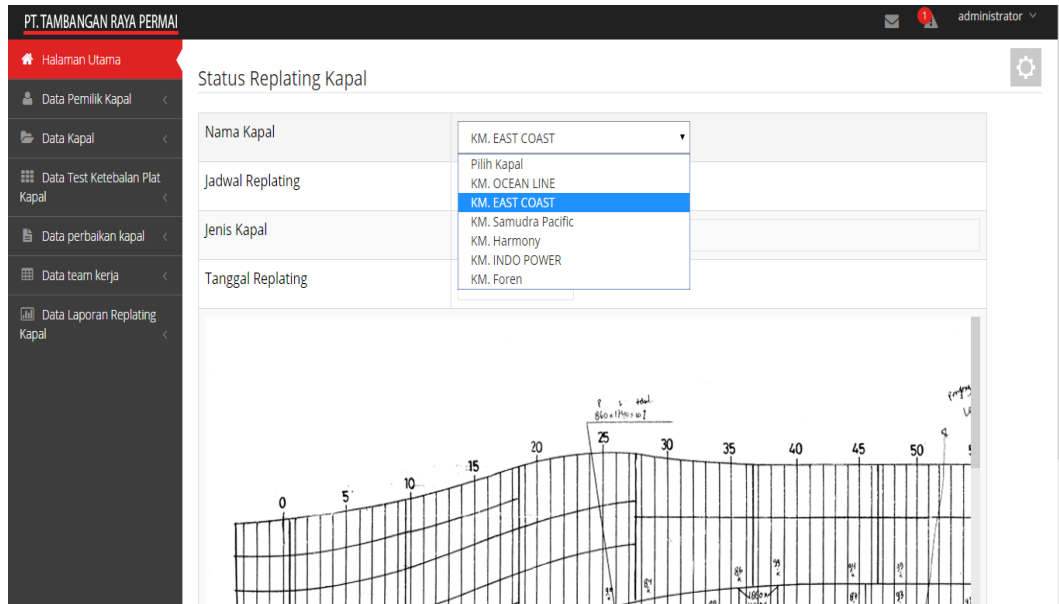 PT. TAMBANGAN RAYA PERMAI
1
administrator
Halaman Utama
Data Pemilik Kapal
Data Kapal
Data Test Ketebalan Plat
Kapal
Data perbaikan kapal
Data team kerja
Data Laporan Replating
Kapal
Status Replating Kapal
Nama Kapal
KM. EAST COAST
Pilih Kapal
KM. OCEAN LINE
KM. EAST COAST
KM. Samudra Pacific
KM. Harmony
KM. INDO POWER
KM. Foren
Jadwal Replating
Jenis Kapal
Tanggal Replating
0 5 10 15 20 25 30 35 40 45 50